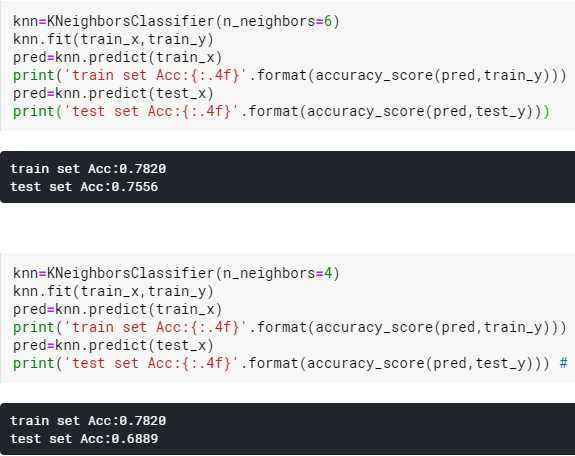 knn=KNeighborsClassifier(n_neighbors=6)
knn.fit(train_x,train_y)
pred=knn.predict(train_x)
print('train set Acc:{:.4f}'.format(accuracy_score(pred,train_y)))
pred=knn.predict(test_x)
print('test set Acc:{:.4f}'.format(accuracy_score(pred,test_y)))
train set Acc:0.7820
test set Acc:0.7556
knn=KNeighborsClassifier(n_neighbors=4)
knn.fit(train_x,train_y)
pred=knn.predict(train_x)
print('train set Acc:{:.4f}'.format(accuracy_score(pred,train_y)))
pred=knn.predict(test_x)
print('test set Acc:{:.4f}'.format(accuracy_score(pred,test_y))) #
train set Acc:0.7820
test set Acc:0.6889